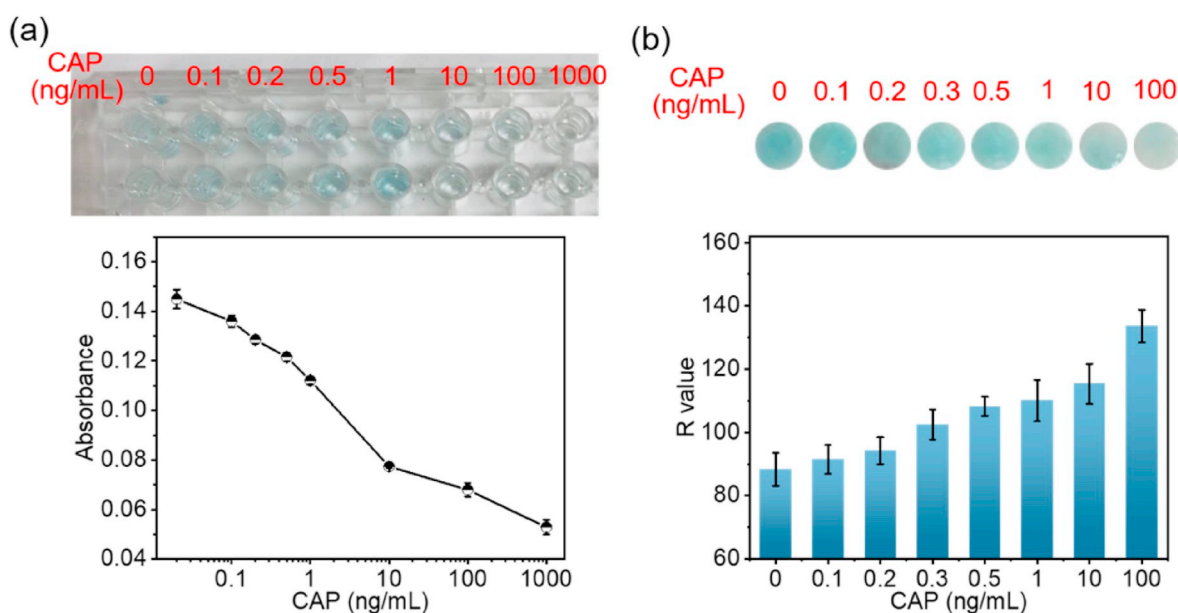 (a)
CAP
(ng/mL)
0 0.1 0.2 0.5 1 10 100 1000
0.16
0.14
0.12
0.10
0.08
0.06
0.04
Absorbance
0.1 1 10 100 1000
CAP (ng/mL)
(b)
CAP
(ng/mL)
0 0.1 0.2 0.3 0.5 1 10 100
160
140
120
100
80
60
R value
0 0.1 0.2 0.3 0.5 1 10 100
CAP (ng/mL)